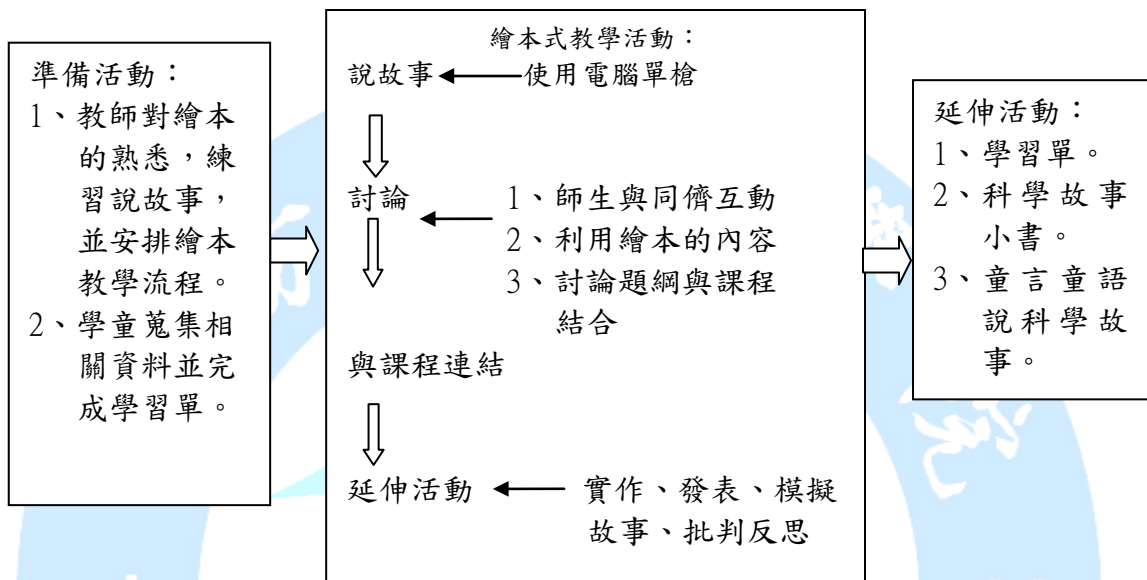 準備活動：
1、教師對繪本
的熟悉，練
習說故事，
並安排繪本
教學流程。
2、學童蒐集相
關資料並完
成學習單。
繪本式教學活動：
說故事
使用電腦單槍
討論
1、師生與同儕互動
2、利用繪本的內容
3、討論題綱與課程
結合
與課程連結
延伸活動
實作、發表、模擬
故事、批判反思
延伸活動：
1、學習單。
2、科學故事
小書。
3、童言童語
說科學故
事。